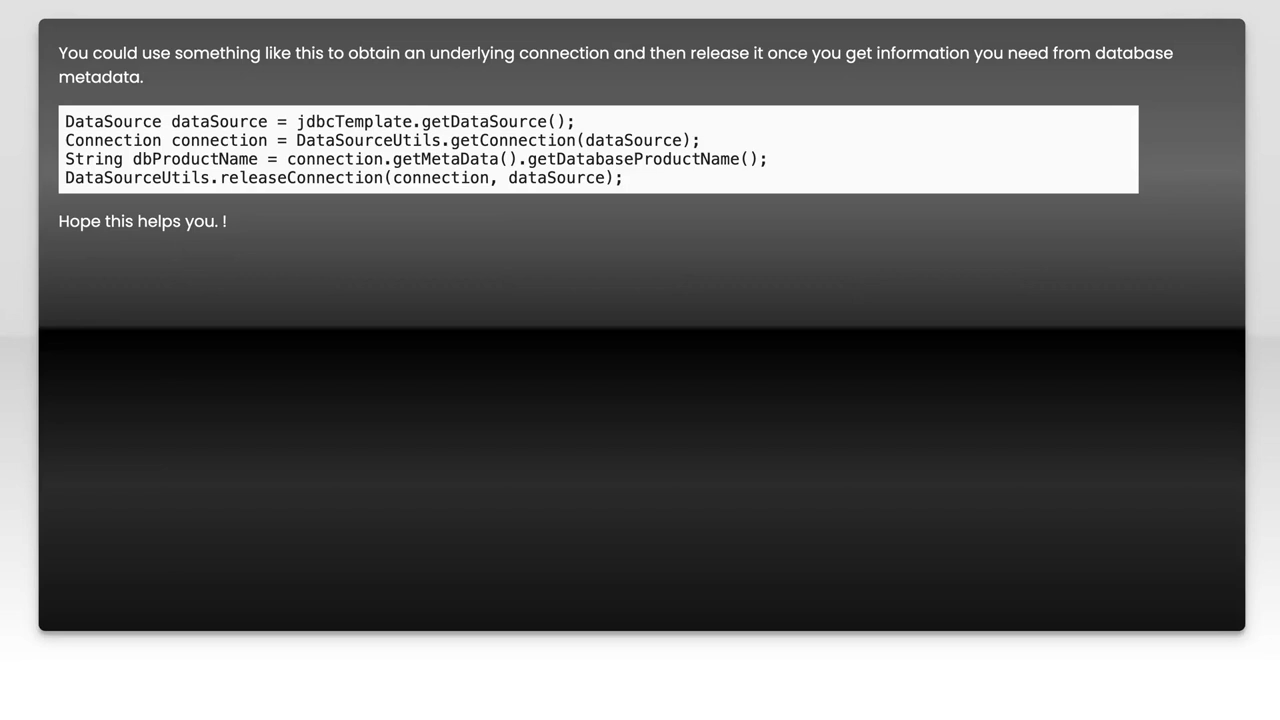 You could use something like this to obtain an underlying connection and then release it once you get information you need from database
metadata.
DataSource dataSource = jdbcTemplate.getDataSource();
Connection connection = DataSourceUtils.getConnection(dataSource);
String dbProductName = connection.getMetaData().getDatabaseProductName();
DataSourceUtils.releaseConnection(connection, dataSource);
Hope this helps you. !